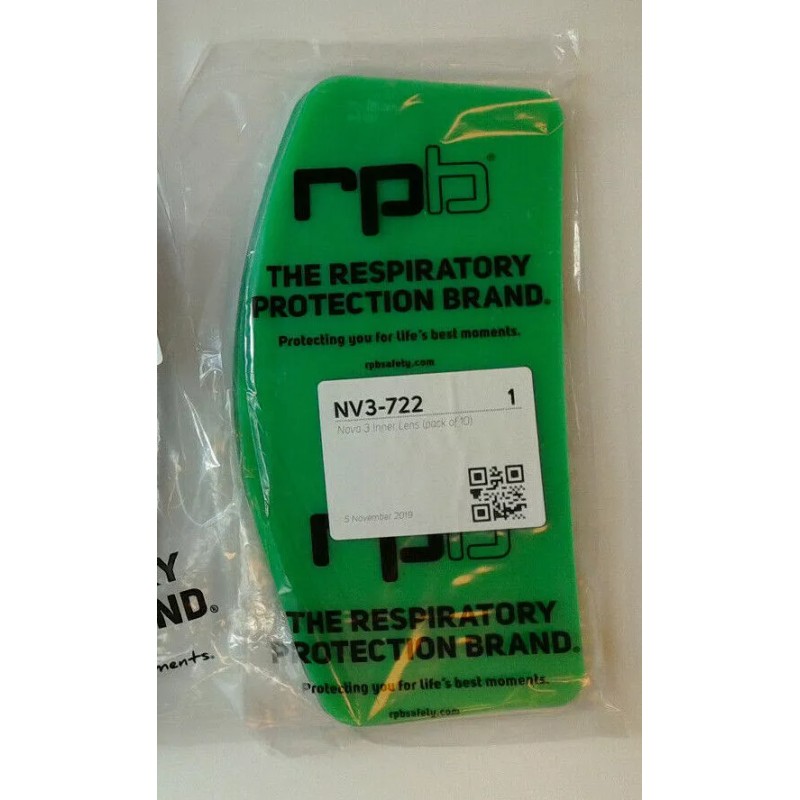 rpb®
THE RESPIRATORY
PROTECTION BRAND®
Protecting you for life's best moments.
rpbsafety.com
NV3-722 1
Nova 3 Inner Lens (pack of 10)
5 November 2019
rpb
THE RESPIRATORY
PROTECTION BRAND®
Protecting you for life's best moments.
rpbsafety.com
RY
ND®
ments.